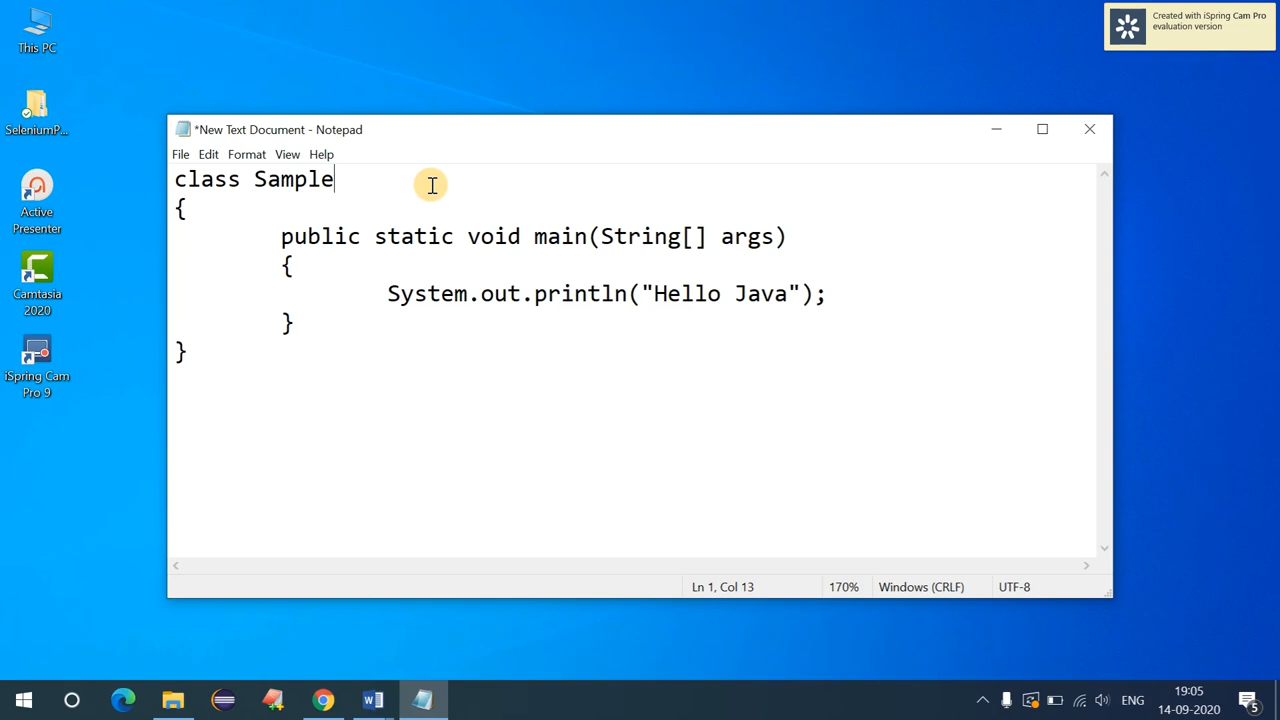 This PC
SeleniumP...
Active
Presenter
Camtasia
2020
iSpring Cam
Pro 9
Created with iSpring Cam Pro
evaluation version
*New Text Document - Notepad
File Edit Format View Help
class Sample
{
public static void main(String[] args)
{
System.out.println("Hello Java");
}
}
Ln 1, Col 13 170% Windows (CRLF) UTF-8
ENG
19:05
14-09-2020
5